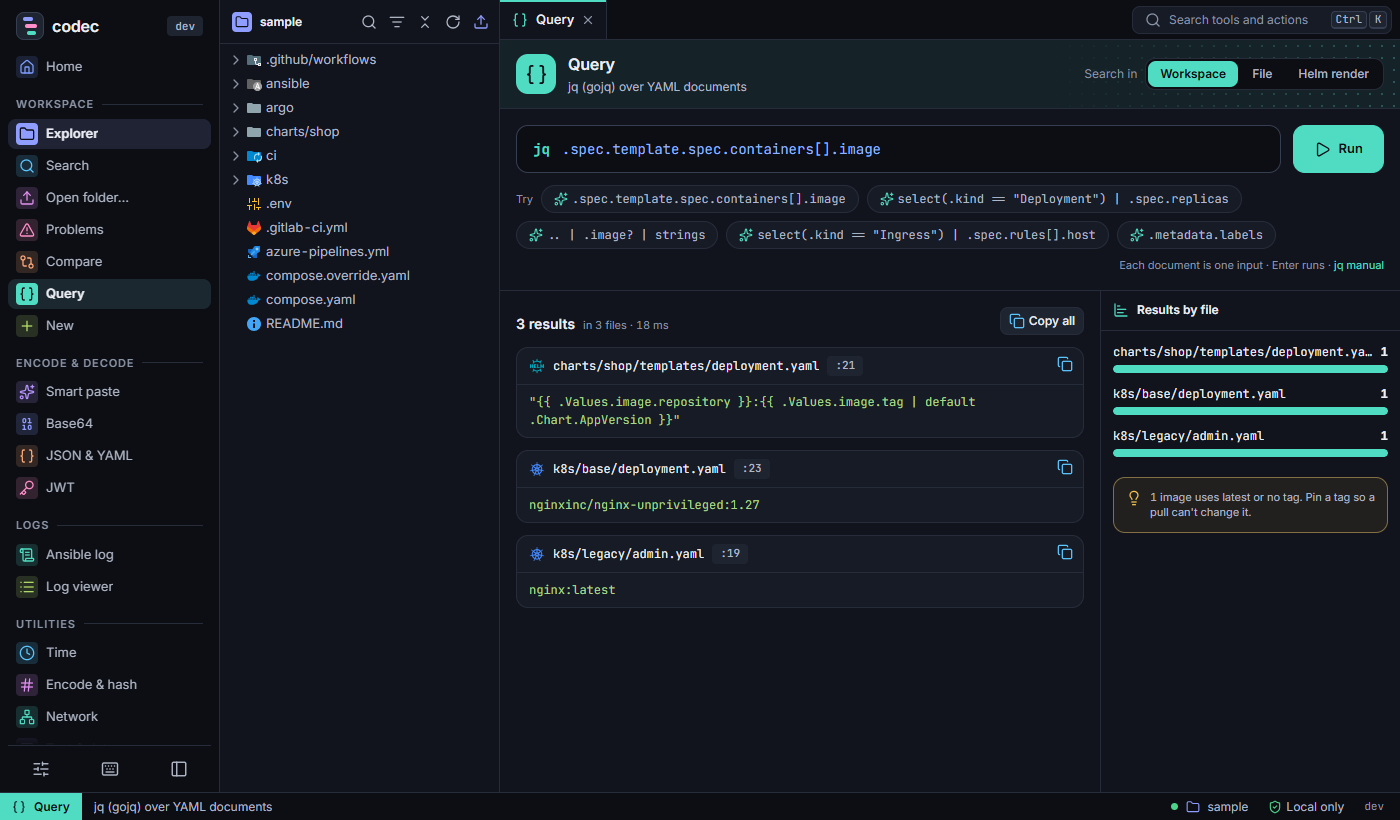 codec
dev
Home
WORKSPACE
Explorer
Search
Open folder...
Problems
Compare
Query
New
ENCODE & DECODE
Smart paste
Base64
JSON & YAML
JWT
LOGS
Ansible log
Log viewer
UTILITIES
Time
Encode & hash
Network
sample
.github/workflows
ansible
argo
charts/shop
ci
k8s
.env
.gitlab-ci.yml
azure-pipelines.yml
compose.override.yaml
compose.yaml
README.md
Query
Search tools and actions Ctrl K
Query
jq (gojq) over YAML documents
Search in Workspace File Helm render
jq .spec.template.spec.containers[].image
Run
Try .spec.template.spec.containers[].image select(.kind == "Deployment") | .spec.replicas
.. | .image? | strings select(.kind == "Ingress") | .spec.rules[].host .metadata.labels
Each document is one input · Enter runs · jq manual
3 results in 3 files · 18 ms
Copy all
charts/shop/templates/deployment.yaml :21
"{{ .Values.image.repository }}:{{ .Values.image.tag | default
.Chart.AppVersion }}"
k8s/base/deployment.yaml :23
nginxinc/nginx-unprivileged:1.27
k8s/legacy/admin.yaml :19
nginx:latest
Results by file
charts/shop/templates/deployment.ya… 1
k8s/base/deployment.yaml 1
k8s/legacy/admin.yaml 1
1 image uses latest or no tag. Pin a tag so a
pull can't change it.
Query jq (gojq) over YAML documents
sample Local only dev